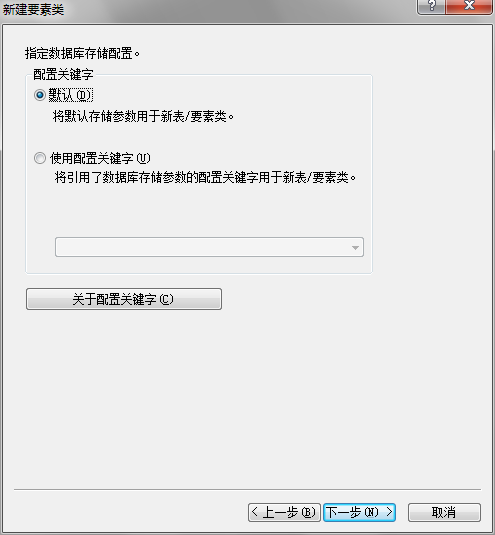 新建要素类
?
指定数据库存储配置。
配置关键字
默认(D)
将默认存储参数用于新表/要素类。
使用配置关键字(U)
将引用了数据库存储参数的配置关键字用于新表/要素类。
关于配置关键字(C)
< 上一步(B) 下一步(N) > 取消